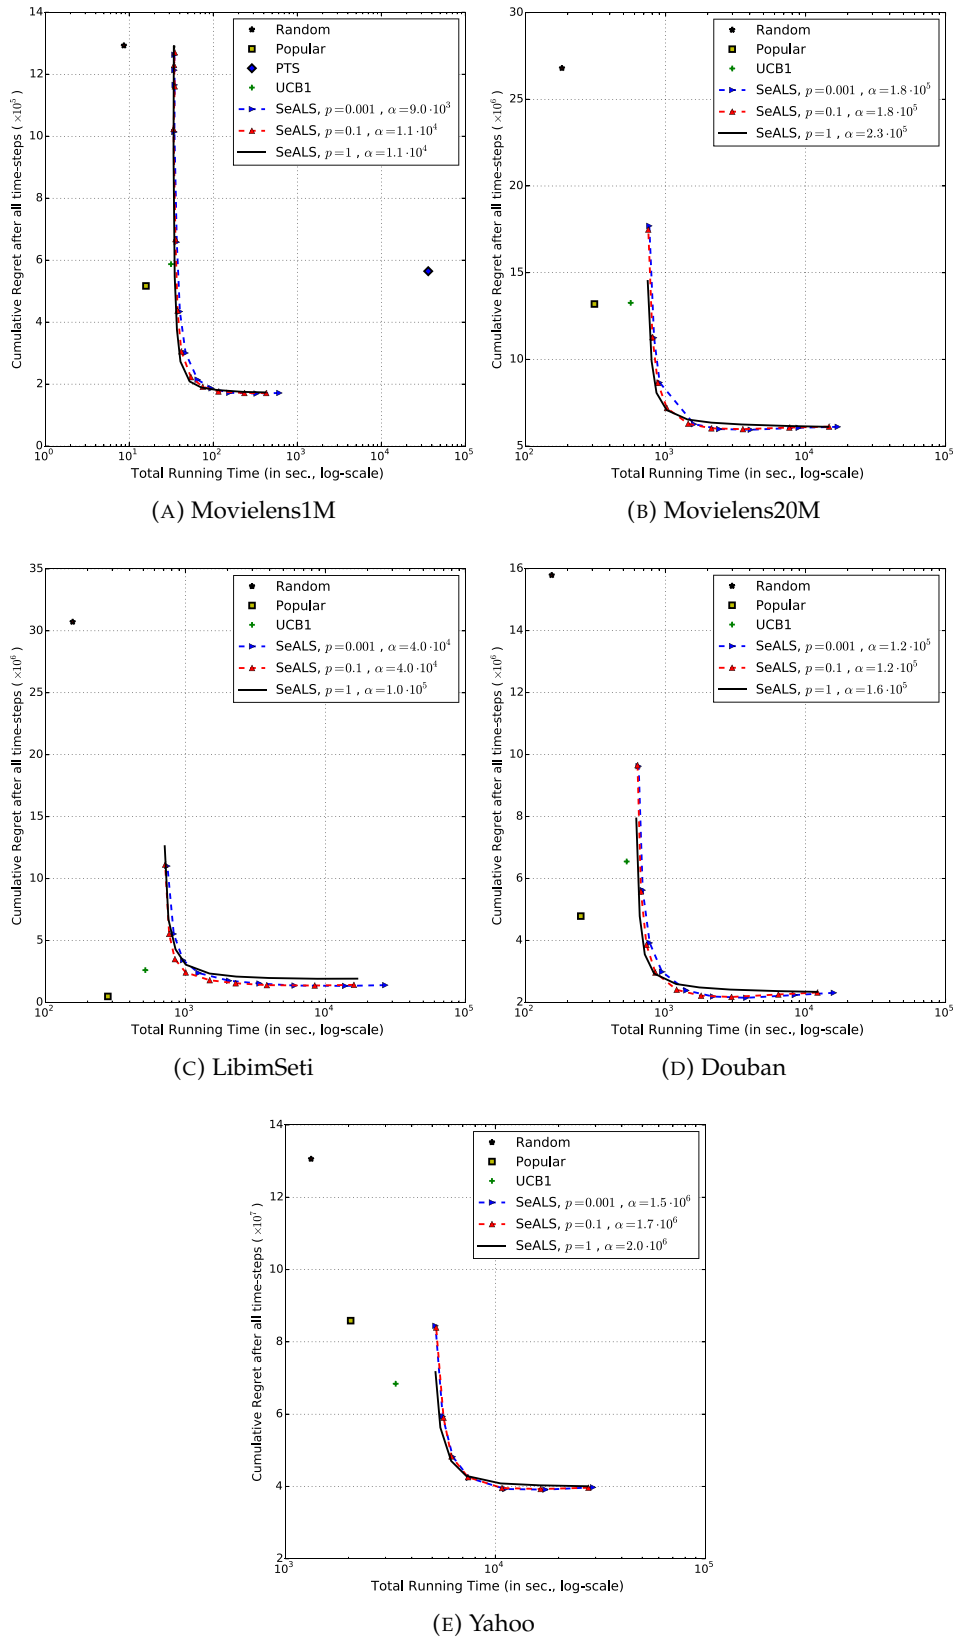 14
12
10
8
6
4
2
0
10^0
10^1
10^2
10^3
10^4
10^5
Cumulative Regret after all time-steps ( ×10^5)
Total Running Time (in sec., log-scale)
Random
Popular
PTS
UCB1
SeALS, p=0.001 , α=9.0·10^3
SeALS, p=0.1 , α=1.1·10^4
SeALS, p=1 , α=1.1·10^4
(A) Movielens1M
30
25
20
15
10
5
10^2
10^3
10^4
10^5
Cumulative Regret after all time-steps ( ×10^6)
Total Running Time (in sec., log-scale)
Random
Popular
UCB1
SeALS, p=0.001 , α=1.8·10^5
SeALS, p=0.1 , α=1.8·10^5
SeALS, p=1 , α=2.3·10^5
(B) Movielens20M
35
30
25
20
15
10
5
0
10^2
10^3
10^4
10^5
Cumulative Regret after all time-steps ( ×10^6)
Total Running Time (in sec., log-scale)
Random
Popular
UCB1
SeALS, p=0.001 , α=4.0·10^4
SeALS, p=0.1 , α=4.0·10^4
SeALS, p=1 , α=1.0·10^5
(C) LibimSeti
16
14
12
10
8
6
4
2
10^2
10^3
10^4
10^5
Cumulative Regret after all time-steps ( ×10^6)
Total Running Time (in sec., log-scale)
Random
Popular
UCB1
SeALS, p=0.001 , α=1.2·10^5
SeALS, p=0.1 , α=1.2·10^5
SeALS, p=1 , α=1.6·10^5
(D) Douban
14
12
10
8
6
4
2
10^3
10^4
10^5
Cumulative Regret after all time-steps ( ×10^7)
Total Running Time (in sec., log-scale)
Random
Popular
UCB1
SeALS, p=0.001 , α=1.5·10^6
SeALS, p=0.1 , α=1.7·10^6
SeALS, p=1 , α=2.0·10^6
(E) Yahoo